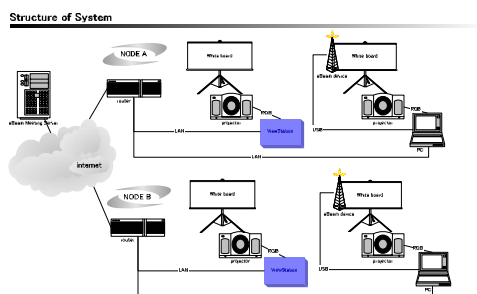 Structure of System
NODE A
White board
White board
eBeam device
eBeam Meeting Server
router
RGB
RGB
projector
ViewStation
projector
USB
LAN
PC
LAN
internet
NODE B
White board
White board
eBeam device
router
RGB
RGB
projector
projector
LAN
ViewStation
USB
PC